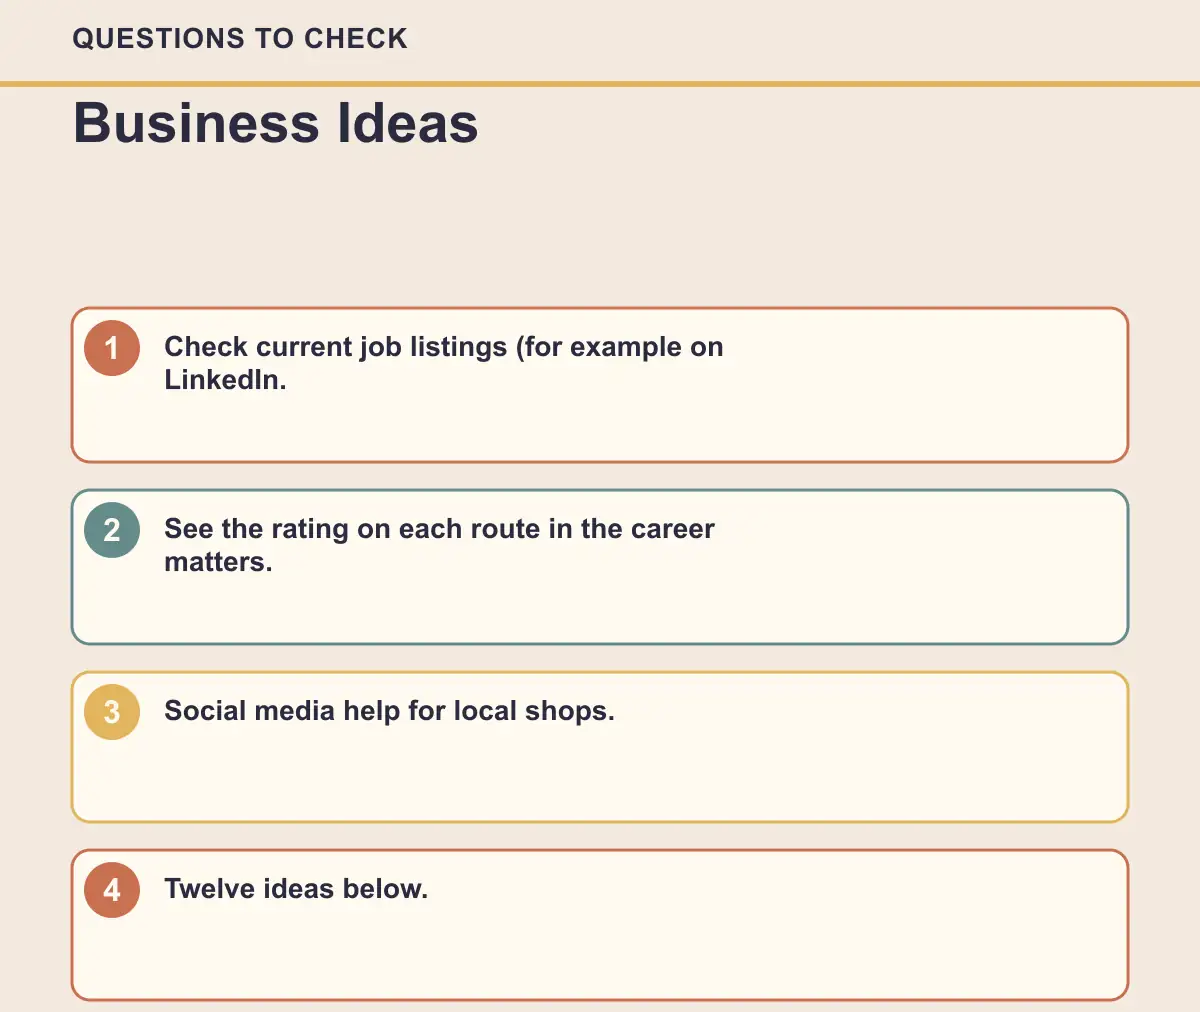 QUESTIONS TO CHECK
Business Ideas
1
Check current job listings (for example on
LinkedIn.
2
See the rating on each route in the career
matters.
3
Social media help for local shops.
4
Twelve ideas below.